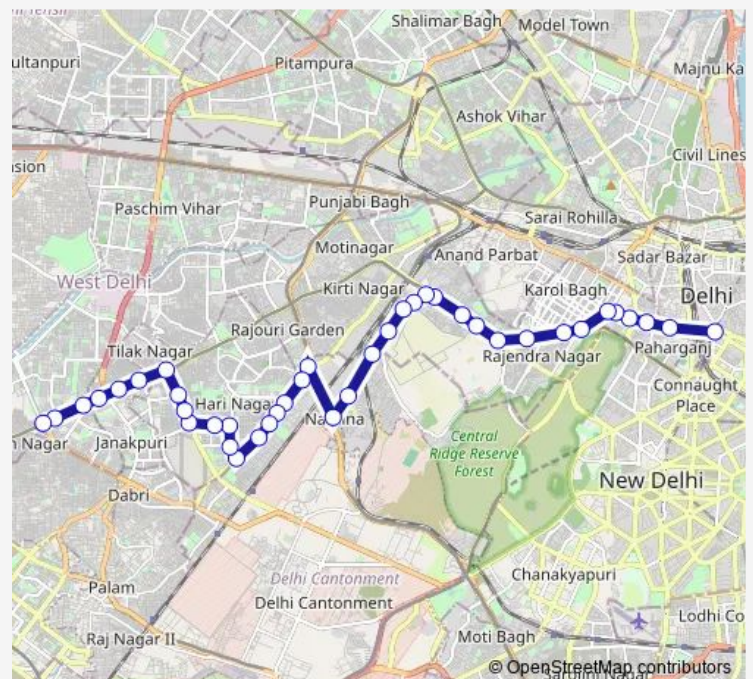 Shalimar Bagh
Model Town
ultanpuri
Pitampura
Majnu Ka
Ashok Vihar
Civil Lines
sion
Paschim Vihar
Punjabi Bagh
Sarai Rohilla
Motinagar
Anand Parbat
Sadar Bazar
West Delhi
Kirti Nagar
Karol Bagh
Delhi
Rajouri Garden
Tilak Nagar
Rajendra Nagar
Paharganj
Connaught
Place
Hari Nagar
n Nagar
Janakpuri
Central
Ridge Reserve
Forest
New Delhi
Dabri
Palam
Delhi Cantonment
Delhi Cantonment
Chanakyapuri
Lodhi Co
Raj Nagar II
Moti Bagh
© OpenStreetMap contributors